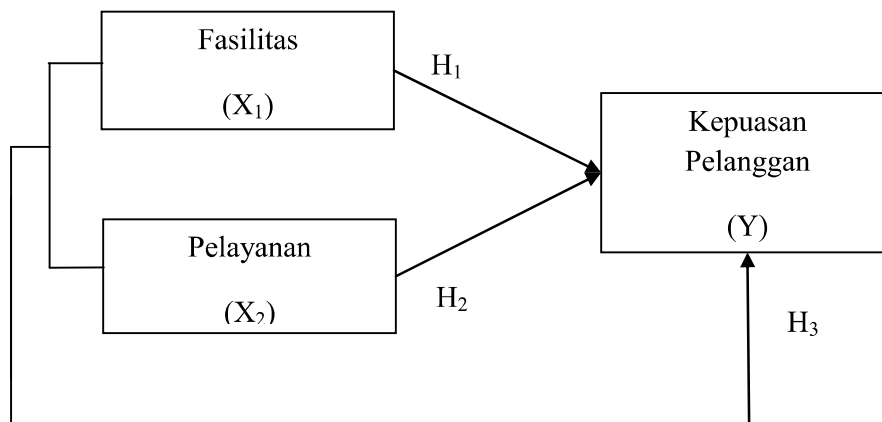 Fasilitas
(X₁)
H₁
Kepuasan
Pelanggan
(Y)
Pelayanan
(X₂)
H₂
H₃